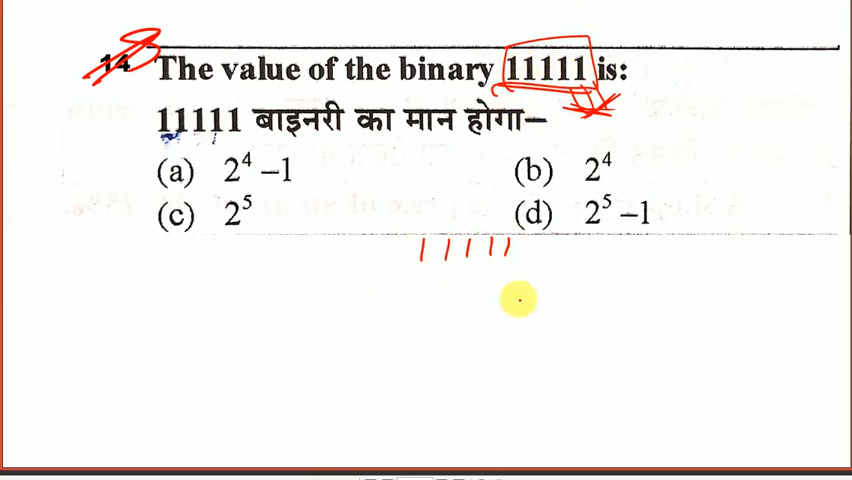 14 The value of the binary 11111 is:
11111 बाइनरी का मान होगा–
(a) 2⁴ –1 (b) 2⁴
(c) 2⁵ (d) 2⁵ –1
11111